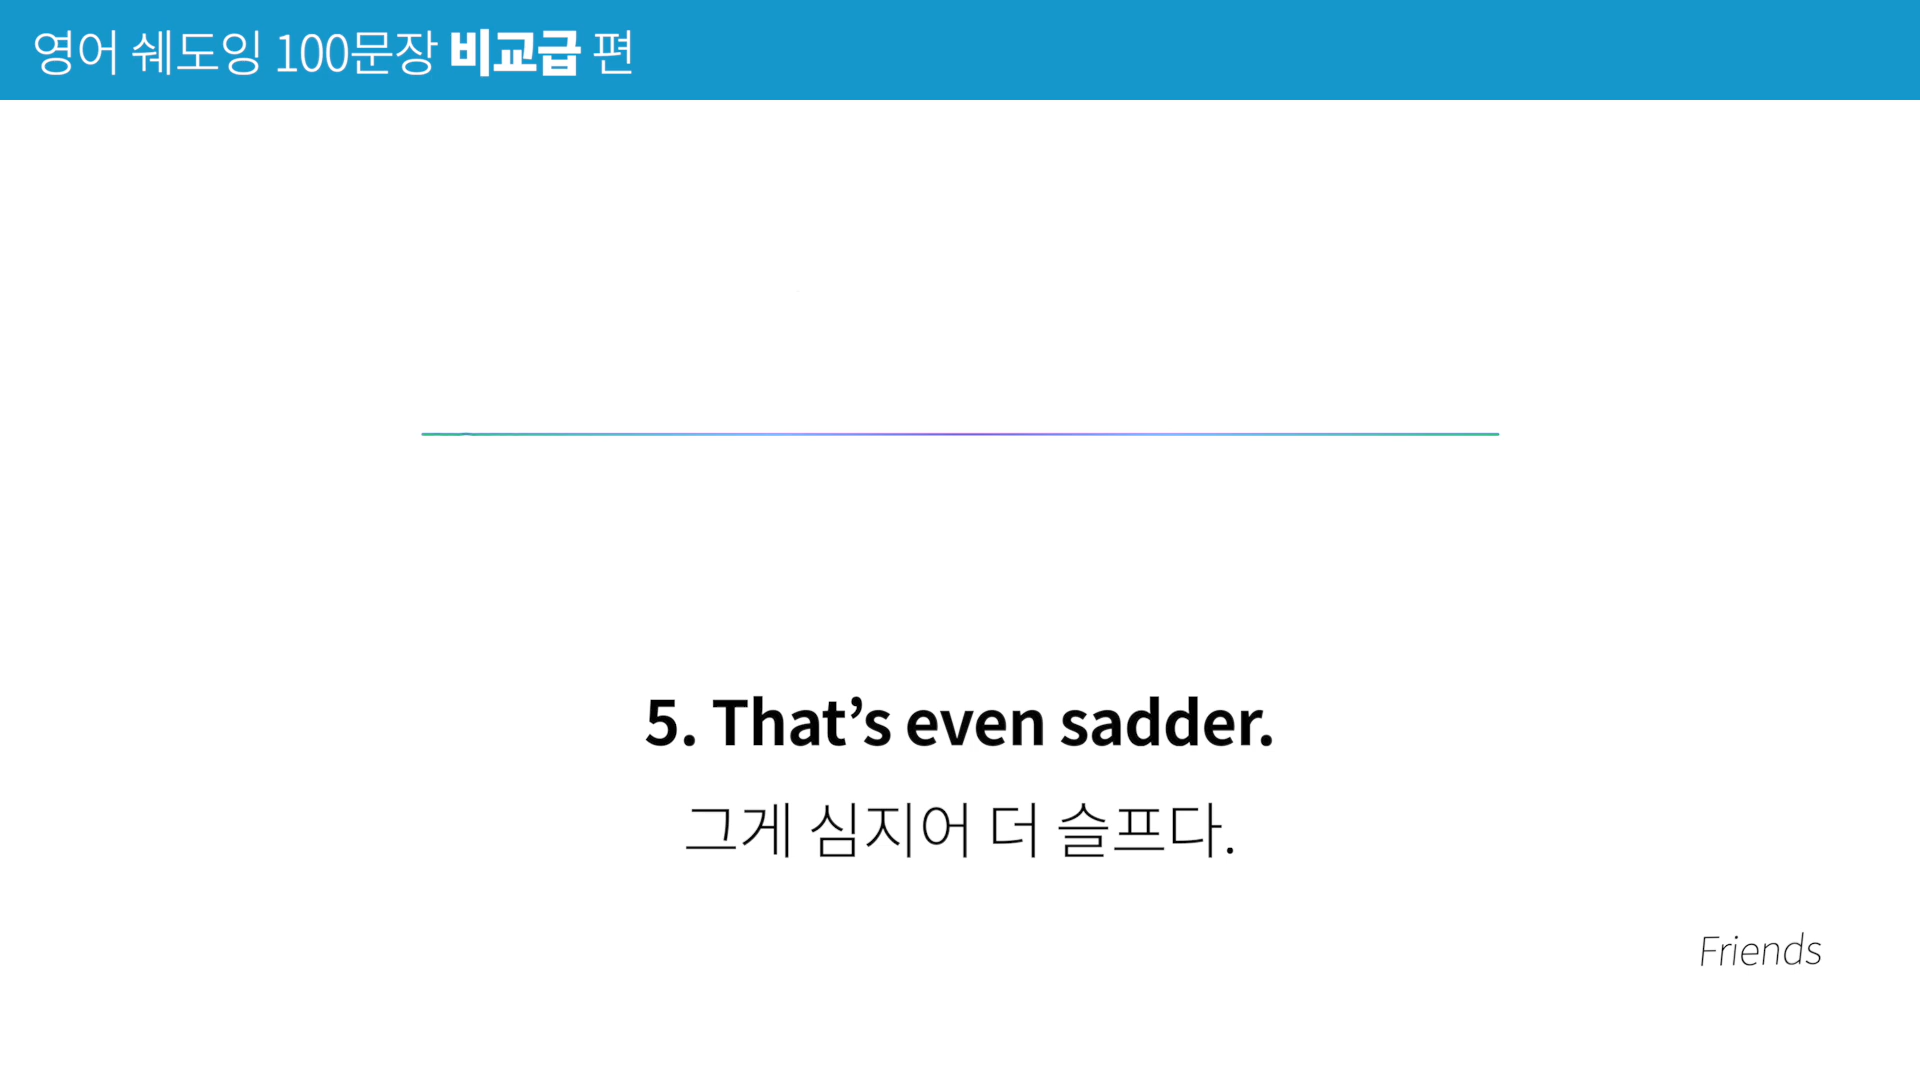 영어 쉐도잉 100문장 비교급 편
5. That’s even sadder.
그게 심지어 더 슬프다.
Friends